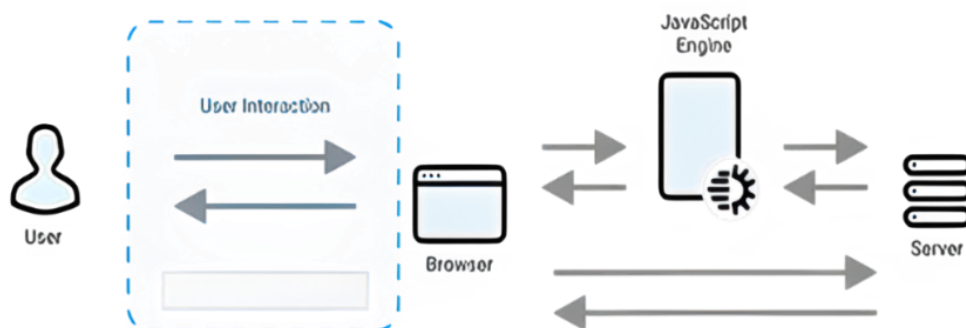 JavaScript
Engine
User Interaction
User
Browser
Server